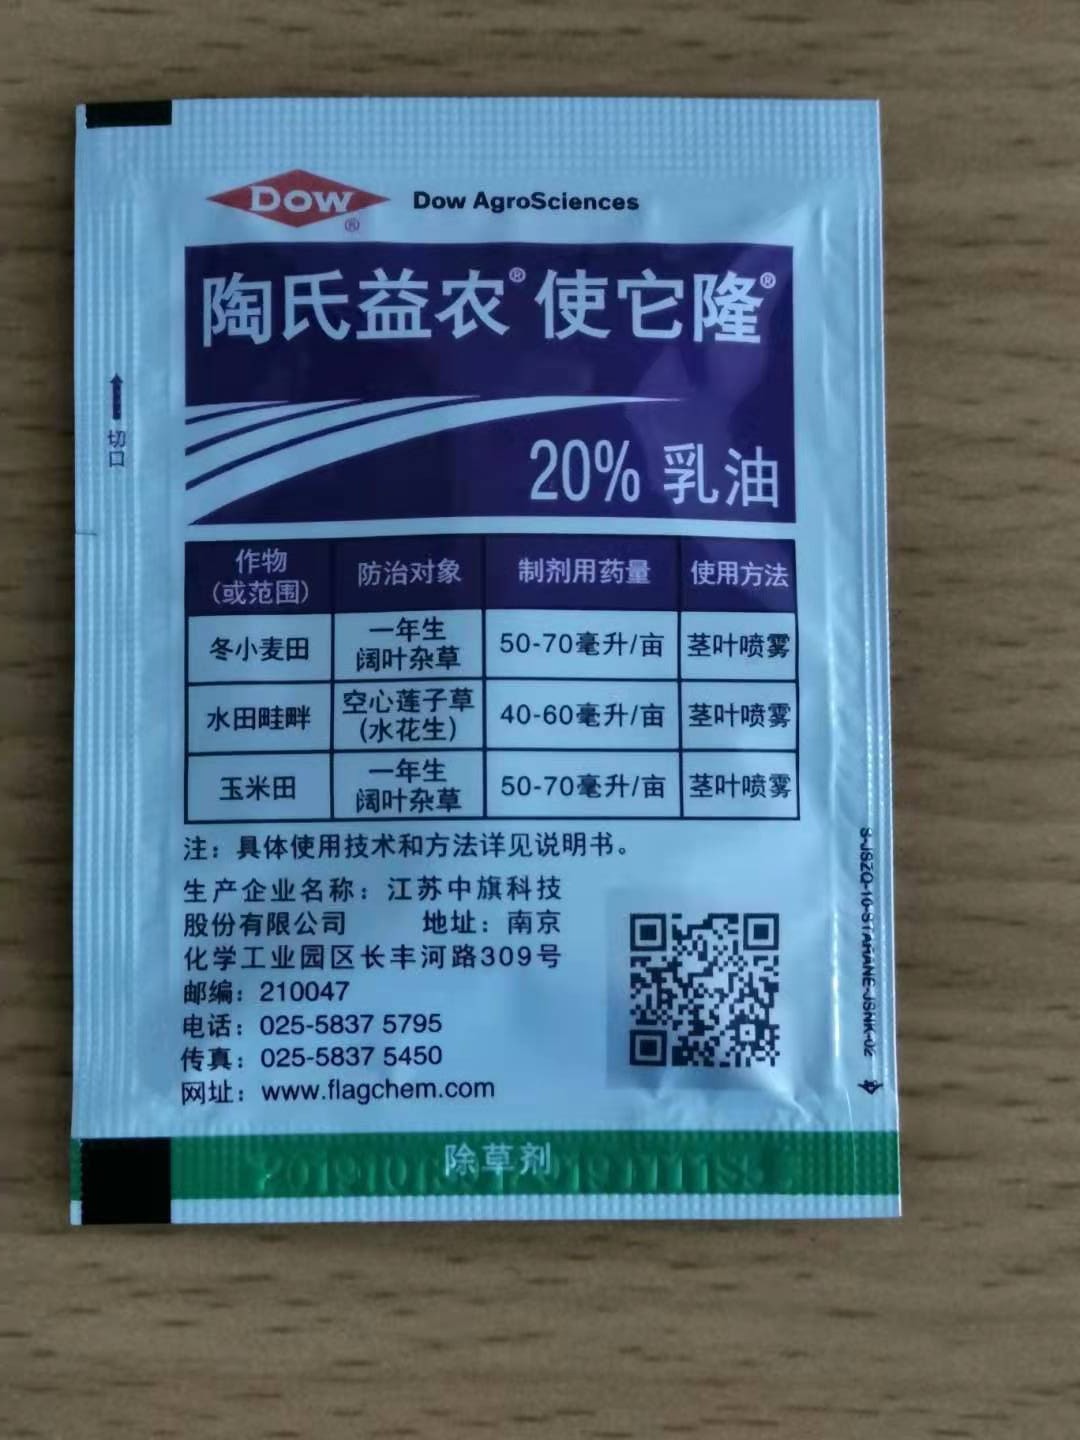 DOW
®
Dow AgroSciences
陶氏益农® 使它隆®
20% 乳油
切口
作物
(或范围)
防治对象
制剂用药量
使用方法
冬小麦田
一年生
阔叶杂草
50-70毫升/亩
茎叶喷雾
水田畦畔
空心莲子草
(水花生)
40-60毫升/亩
茎叶喷雾
玉米田
一年生
阔叶杂草
50-70毫升/亩
茎叶喷雾
注：具体使用技术和方法详见说明书。
生产企业名称：江苏中旗科技
股份有限公司 地址：南京
化学工业园区长丰河路309号
邮编：210047
电话：025-5837 5795
传真：025-5837 5450
网址：www.flagchem.com
S-JSZQ-10-STARANE-JSNK-02
除草剂